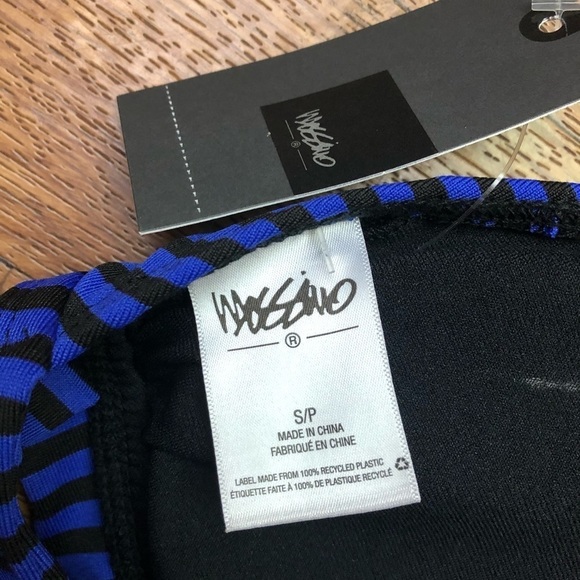 MOSSIMO
®
MOSSIMO
®
S/P
MADE IN CHINA
FABRIQUÉ EN CHINE
LABEL MADE FROM 100% RECYCLED PLASTIC
ÉTIQUETTE FAITE À 100% DE PLASTIQUE RECYCLÉ